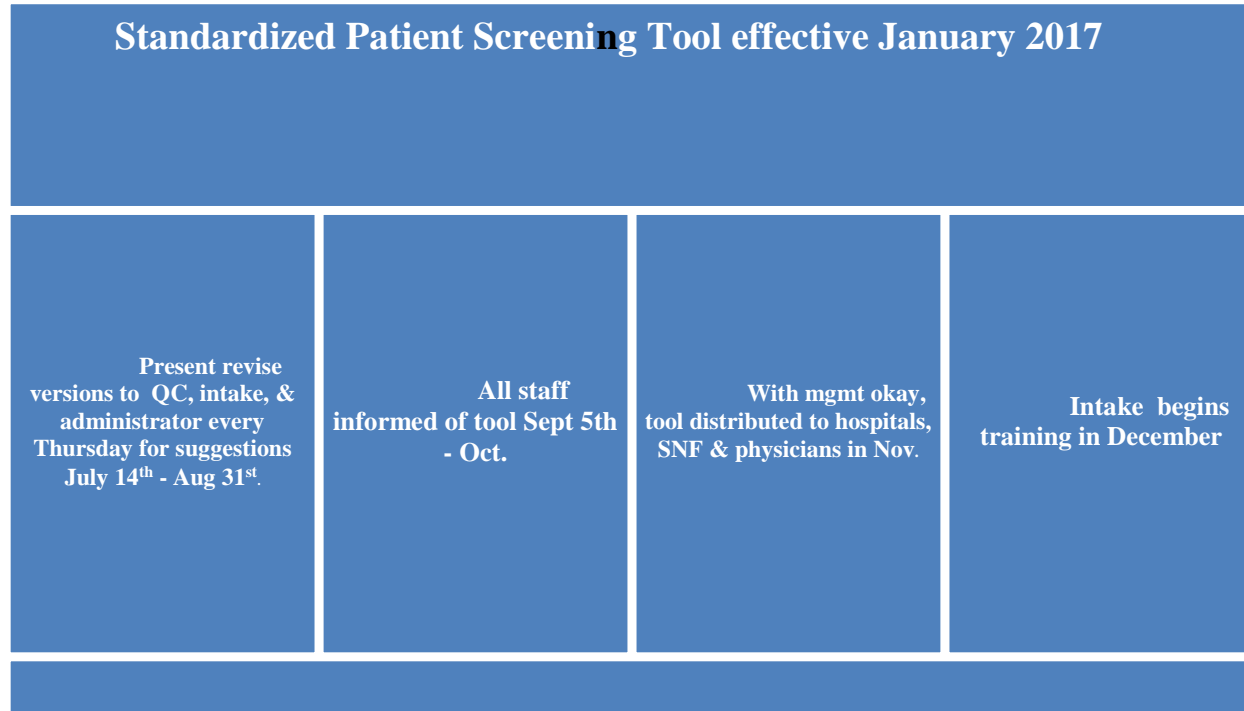 Standardized Patient Screening Tool effective January 2017
Present revise
versions to QC, intake, &
administrator every
Thursday for suggestions
July 14th - Aug 31st.
All staff
informed of tool Sept 5th
- Oct.
With mgmt okay,
tool distributed to hospitals,
SNF & physicians in Nov.
Intake begins
training in December